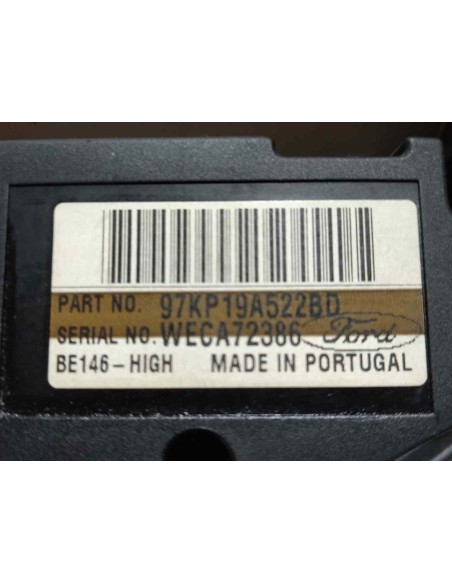 PART NO. 97KP19A522BD
SERIAL NO. WECA72386 Ford
BE146-HIGH MADE IN PORTUGAL